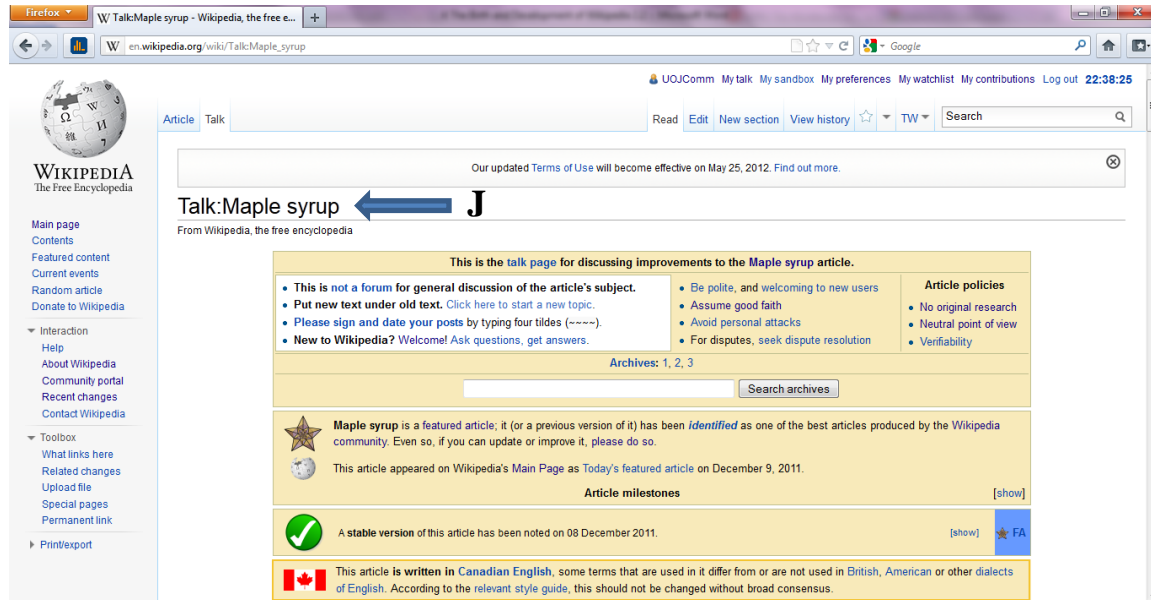 Firefox
Talk:Maple syrup - Wikipedia, the free e...
en.wikipedia.org/wiki/Talk:Maple_syrup
Google
UOJComm My talk My sandbox My preferences My watchlist My contributions Log out 22:38:25
Article Talk Read Edit New section View history TW Search
WIKIPEDIA
The Free Encyclopedia
Our updated Terms of Use will become effective on May 25, 2012. Find out more.
Talk:Maple syrup J
From Wikipedia, the free encyclopedia
Main page
Contents
Featured content
Current events
Random article
Donate to Wikipedia
Interaction
Help
About Wikipedia
Community portal
Recent changes
Contact Wikipedia
Toolbox
What links here
Related changes
Upload file
Special pages
Permanent link
Print/export
This is the talk page for discussing improvements to the Maple syrup article.
• This is not a forum for general discussion of the article's subject.
• Put new text under old text. Click here to start a new topic.
• Please sign and date your posts by typing four tildes (~~~~).
• New to Wikipedia? Welcome! Ask questions, get answers.
• Be polite, and welcoming to new users
• Assume good faith
• Avoid personal attacks
• For disputes, seek dispute resolution
Article policies
• No original research
• Neutral point of view
• Verifiability
Archives: 1, 2, 3
Search archives
Maple syrup is a featured article; it (or a previous version of it) has been identified as one of the best articles produced by the Wikipedia
community. Even so, if you can update or improve it, please do so.
This article appeared on Wikipedia's Main Page as Today's featured article on December 9, 2011.
Article milestones [show]
A stable version of this article has been noted on 08 December 2011. [show] FA
This article is written in Canadian English, some terms that are used in it differ from or are not used in British, American or other dialects
of English. According to the relevant style guide, this should not be changed without broad consensus.